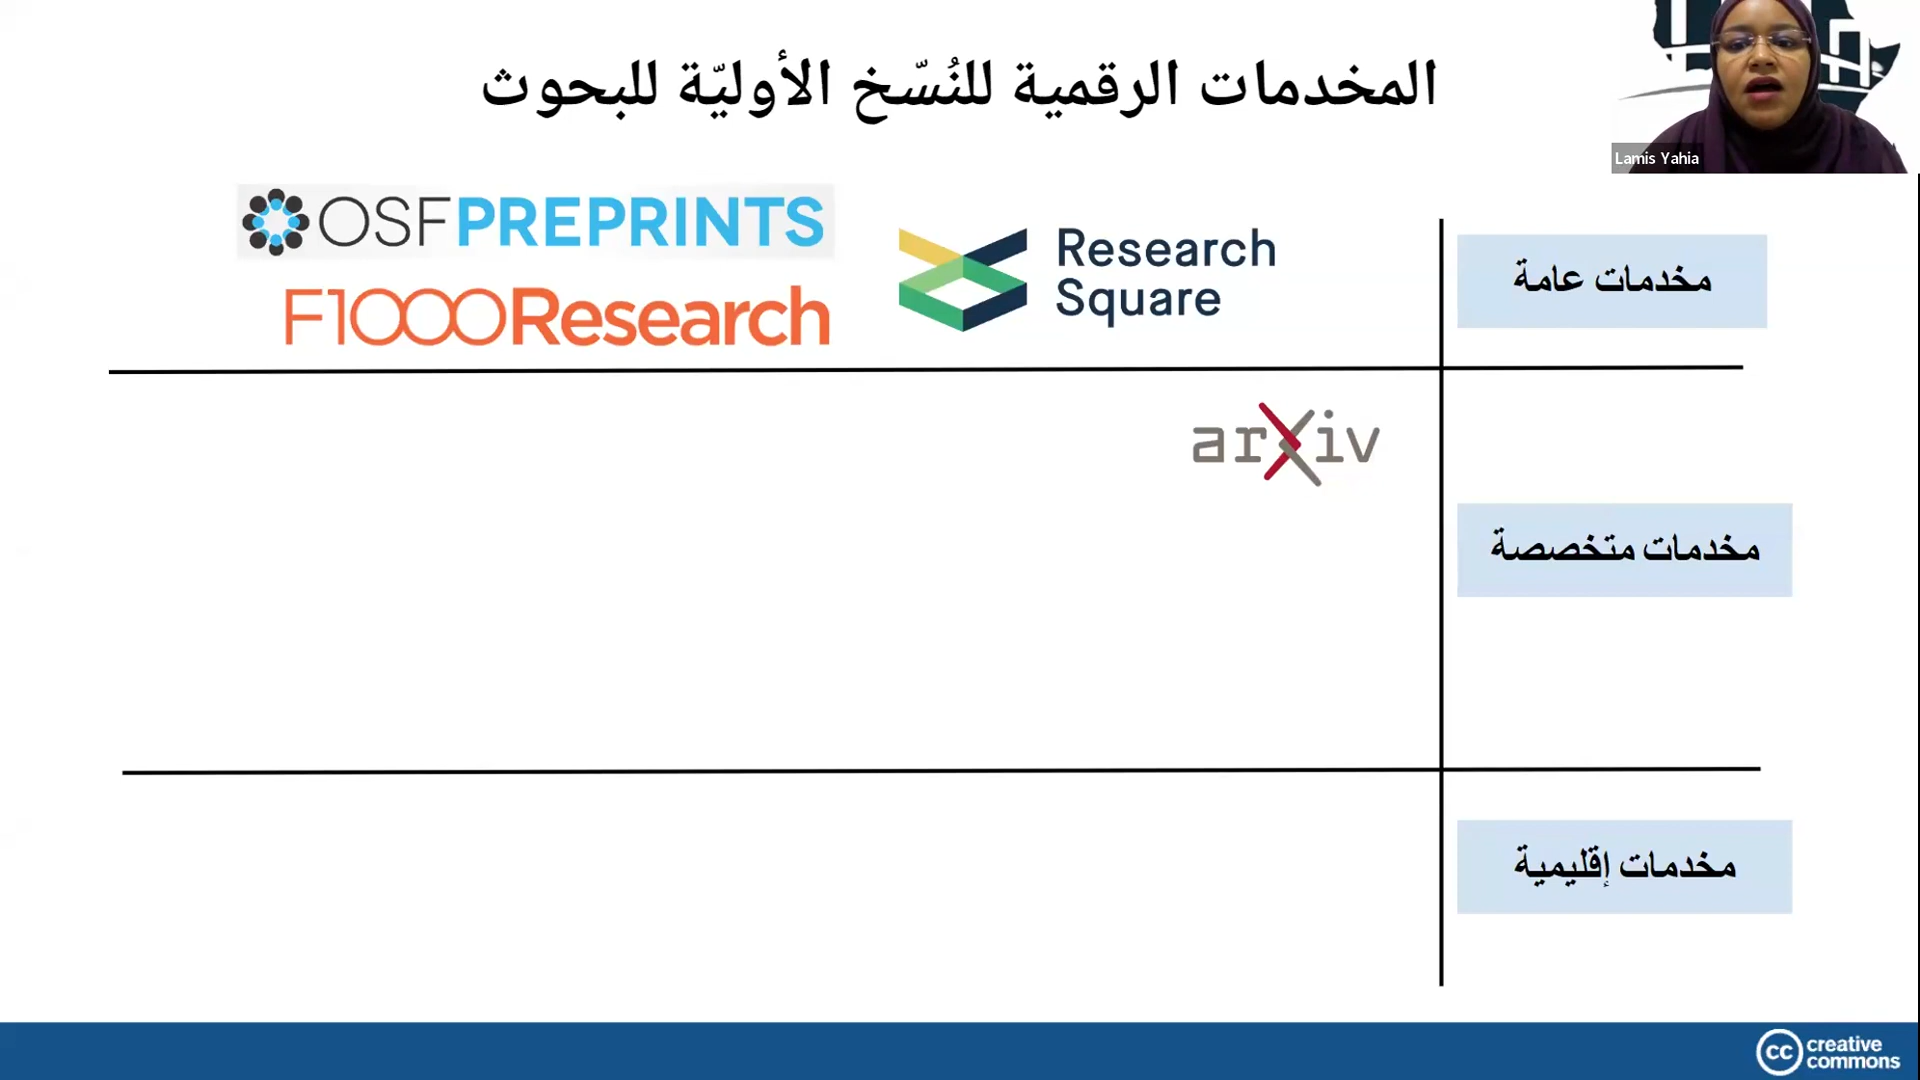 المخدمات الرقمية للنُسّخ الأوليّة للبحوث
Lamis Yahia
مخدمات عامة
Research
Square
OSFPREPRINTS
F1000Research
arXiv
مخدمات متخصصة
مخدمات إقليمية
cc creative
commons